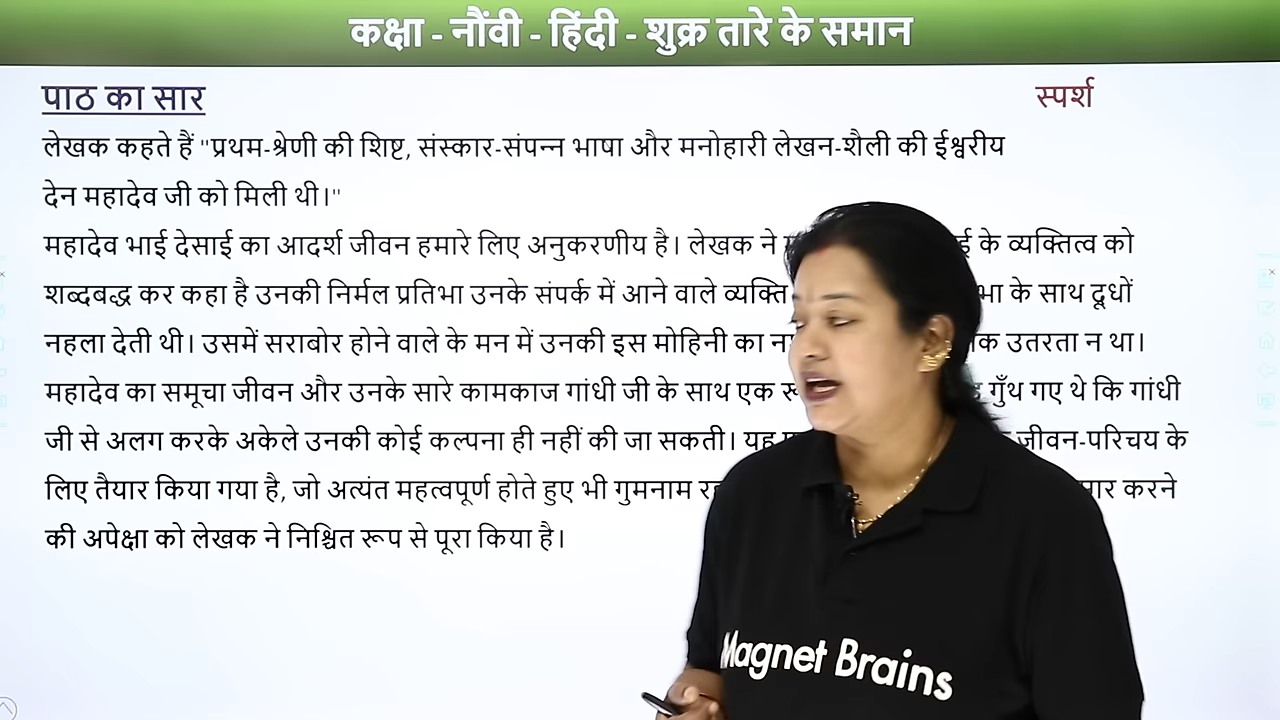 कक्षा - नौंवी - हिंदी - शुक्र तारे के समान
पाठ का सार
स्पर्श
लेखक कहते हैं "प्रथम-श्रेणी की शिष्ट, संस्कार-संपन्न भाषा और मनोहारी लेखन-शैली की ईश्वरीय
देन महादेव जी को मिली थी।"
महादेव भाई देसाई का आदर्श जीवन हमारे लिए अनुकरणीय है। लेखक ने के व्यक्तित्व को
शब्दबद्ध कर कहा है उनकी निर्मल प्रतिभा उनके संपर्क में आने वाले व्यक्ति के साथ दूधों
नहला देती थी। उसमें सराबोर होने वाले के मन में उनकी इस मोहिनी का उतरता न था।
महादेव का समूचा जीवन और उनके सारे कामकाज गांधी जी के साथ एक गुँथ गए थे कि गांधी
जी से अलग करके अकेले उनकी कोई कल्पना ही नहीं की जा सकती। यह जीवन-परिचय के
लिए तैयार किया गया है, जो अत्यंत महत्वपूर्ण होते हुए भी गुमनाम करने
की अपेक्षा को लेखक ने निश्चित रूप से पूरा किया है।
Magnet Brains